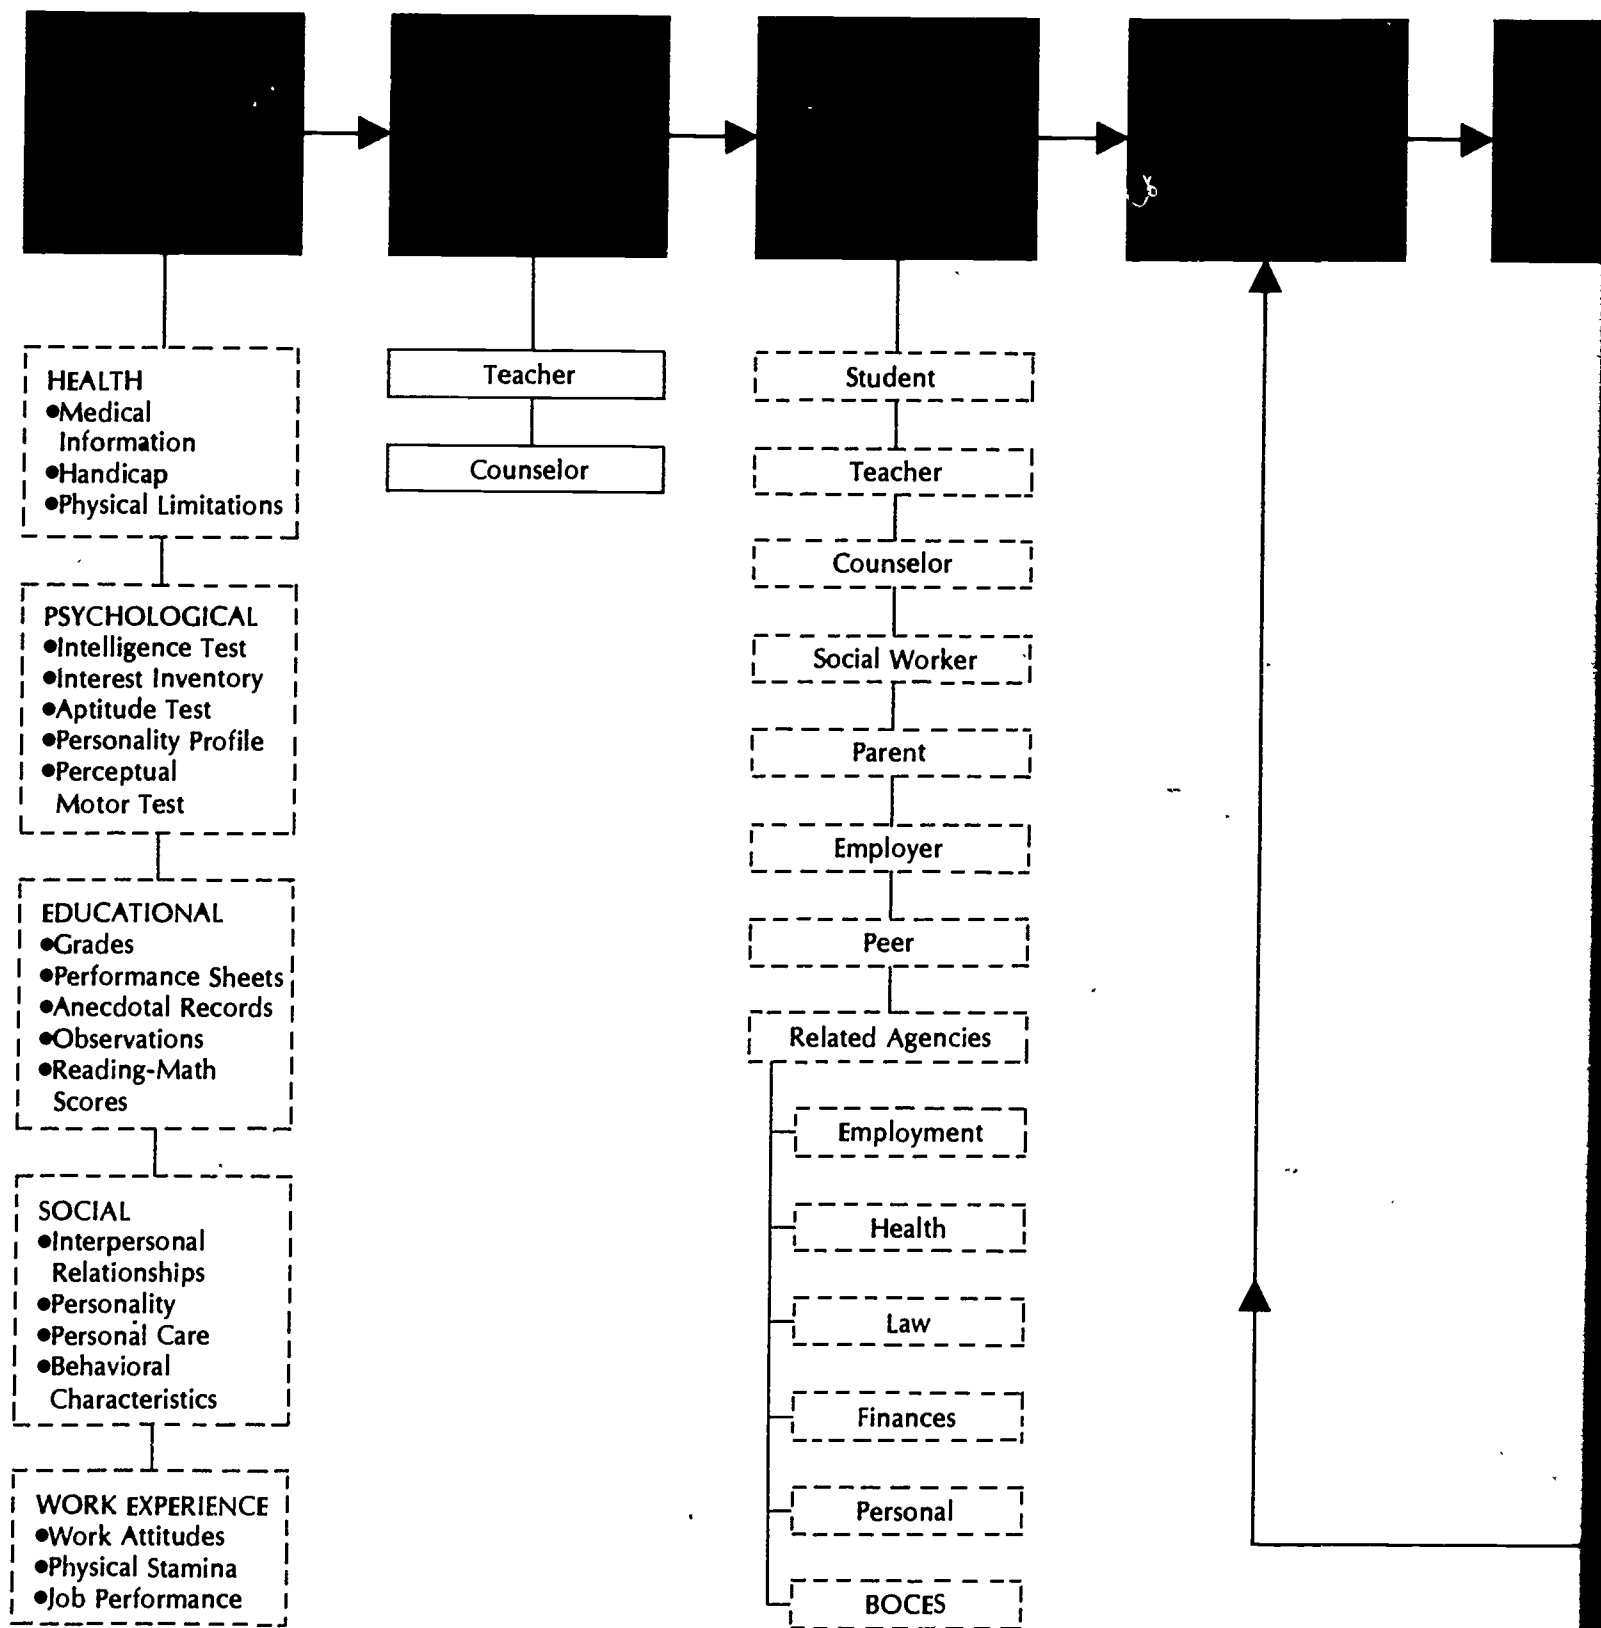 HEALTH
●Medical
Information
●Handicap
●Physical Limitations
PSYCHOLOGICAL
●Intelligence Test
●Interest Inventory
●Aptitude Test
●Personality Profile
●Perceptual
Motor Test
EDUCATIONAL
●Grades
●Performance Sheets
●Anecdotal Records
●Observations
●Reading-Math
Scores
SOCIAL
●Interpersonal
Relationships
●Personality
●Personal Care
●Behavioral
Characteristics
WORK EXPERIENCE
●Work Attitudes
●Physical Stamina
●Job Performance
Teacher
Counselor
Student
Teacher
Counselor
Social Worker
Parent
Employer
Peer
Related Agencies
Employment
Health
Law
Finances
Personal
BOCES